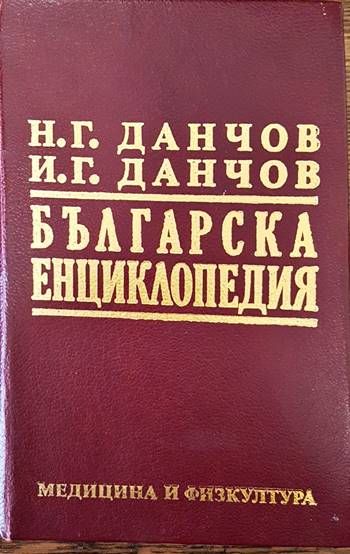 Н.Г. ДАНЧОВ
И.Г. ДАНЧОВ
БЪЛГАРСКА
ЕНЦИКЛОПЕДИЯ
МЕДИЦИНА И ФИЗКУЛТУРА